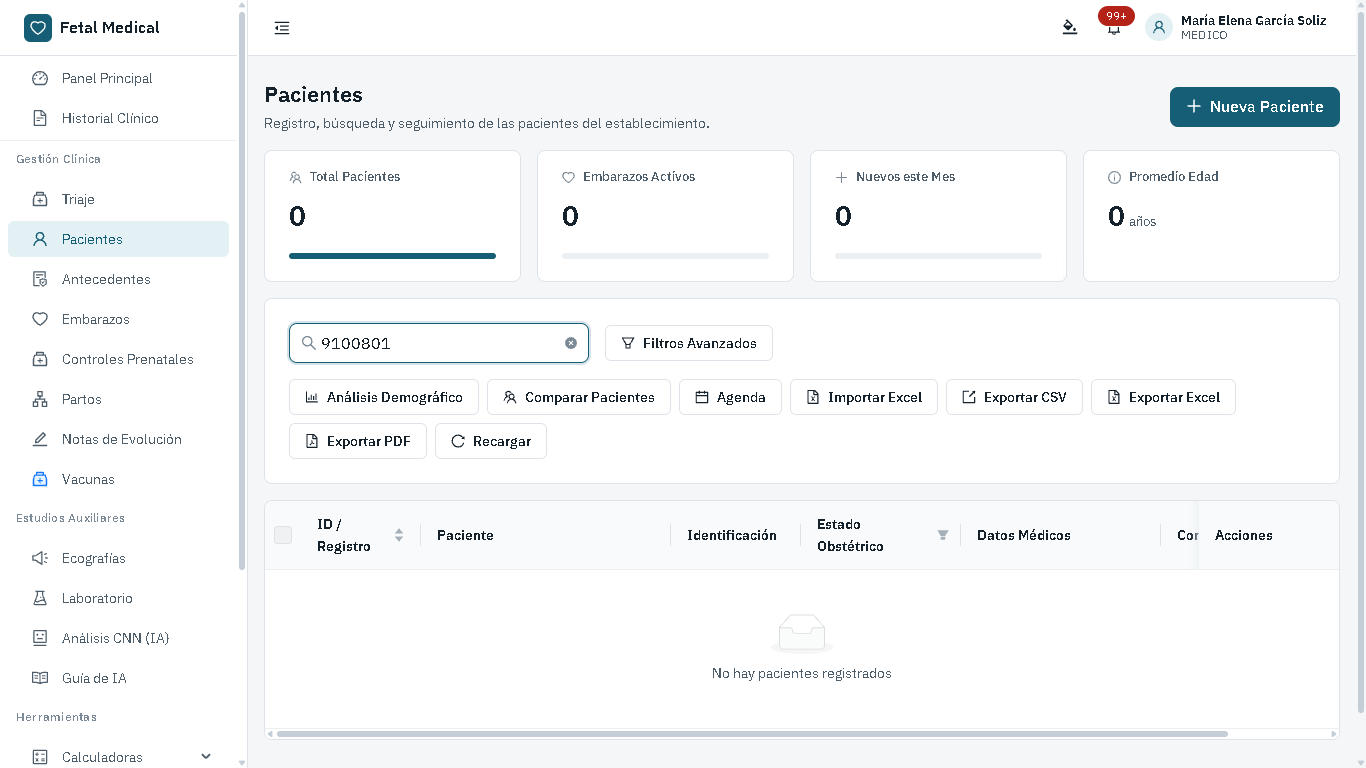 Fetal Medical
99+
María Elena García Soliz
MEDICO
Panel Principal
Historial Clínico
Gestión Clínica
Triaje
Pacientes
Antecedentes
Embarazos
Controles Prenatales
Partos
Notas de Evolución
Vacunas
Estudios Auxiliares
Ecografías
Laboratorio
Análisis CNN (IA)
Guía de IA
Herramientas
Calculadoras
Pacientes
Registro, búsqueda y seguimiento de las pacientes del establecimiento.
Nueva Paciente
Total Pacientes
0
Embarazos Activos
0
Nuevos este Mes
0
Promedio Edad
0 años
9100801
Filtros Avanzados
Análisis Demográfico
Comparar Pacientes
Agenda
Importar Excel
Exportar CSV
Exportar Excel
Exportar PDF
Recargar
ID /
Registro
Paciente
Identificación
Estado
Obstétrico
Datos Médicos
Acciones
No hay pacientes registrados